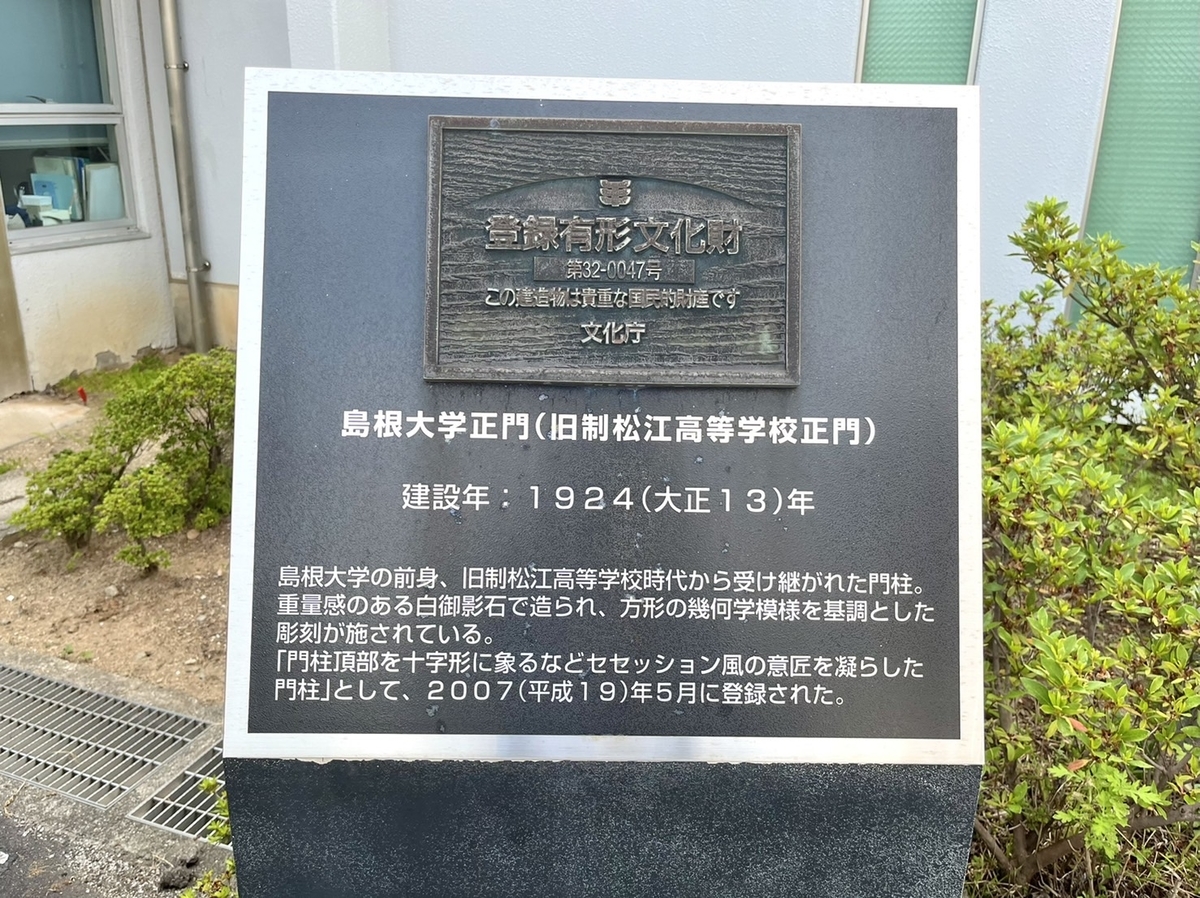 登録有形文化財
第32-0047号
この建造物は貴重な国民的財産です
文化庁
島根大学正門(旧制松江高等学校正門)
建設年：１９２４(大正１３)年
島根大学の前身、旧制松江高等学校時代から受け継がれた門柱。
重量感のある白御影石で造られ、方形の幾何学模様を基調とした
彫刻が施されている。
「門柱頂部を十字形に象るなどセセッション風の意匠を凝らした
門柱」として、２００７(平成１９)年５月に登録された。